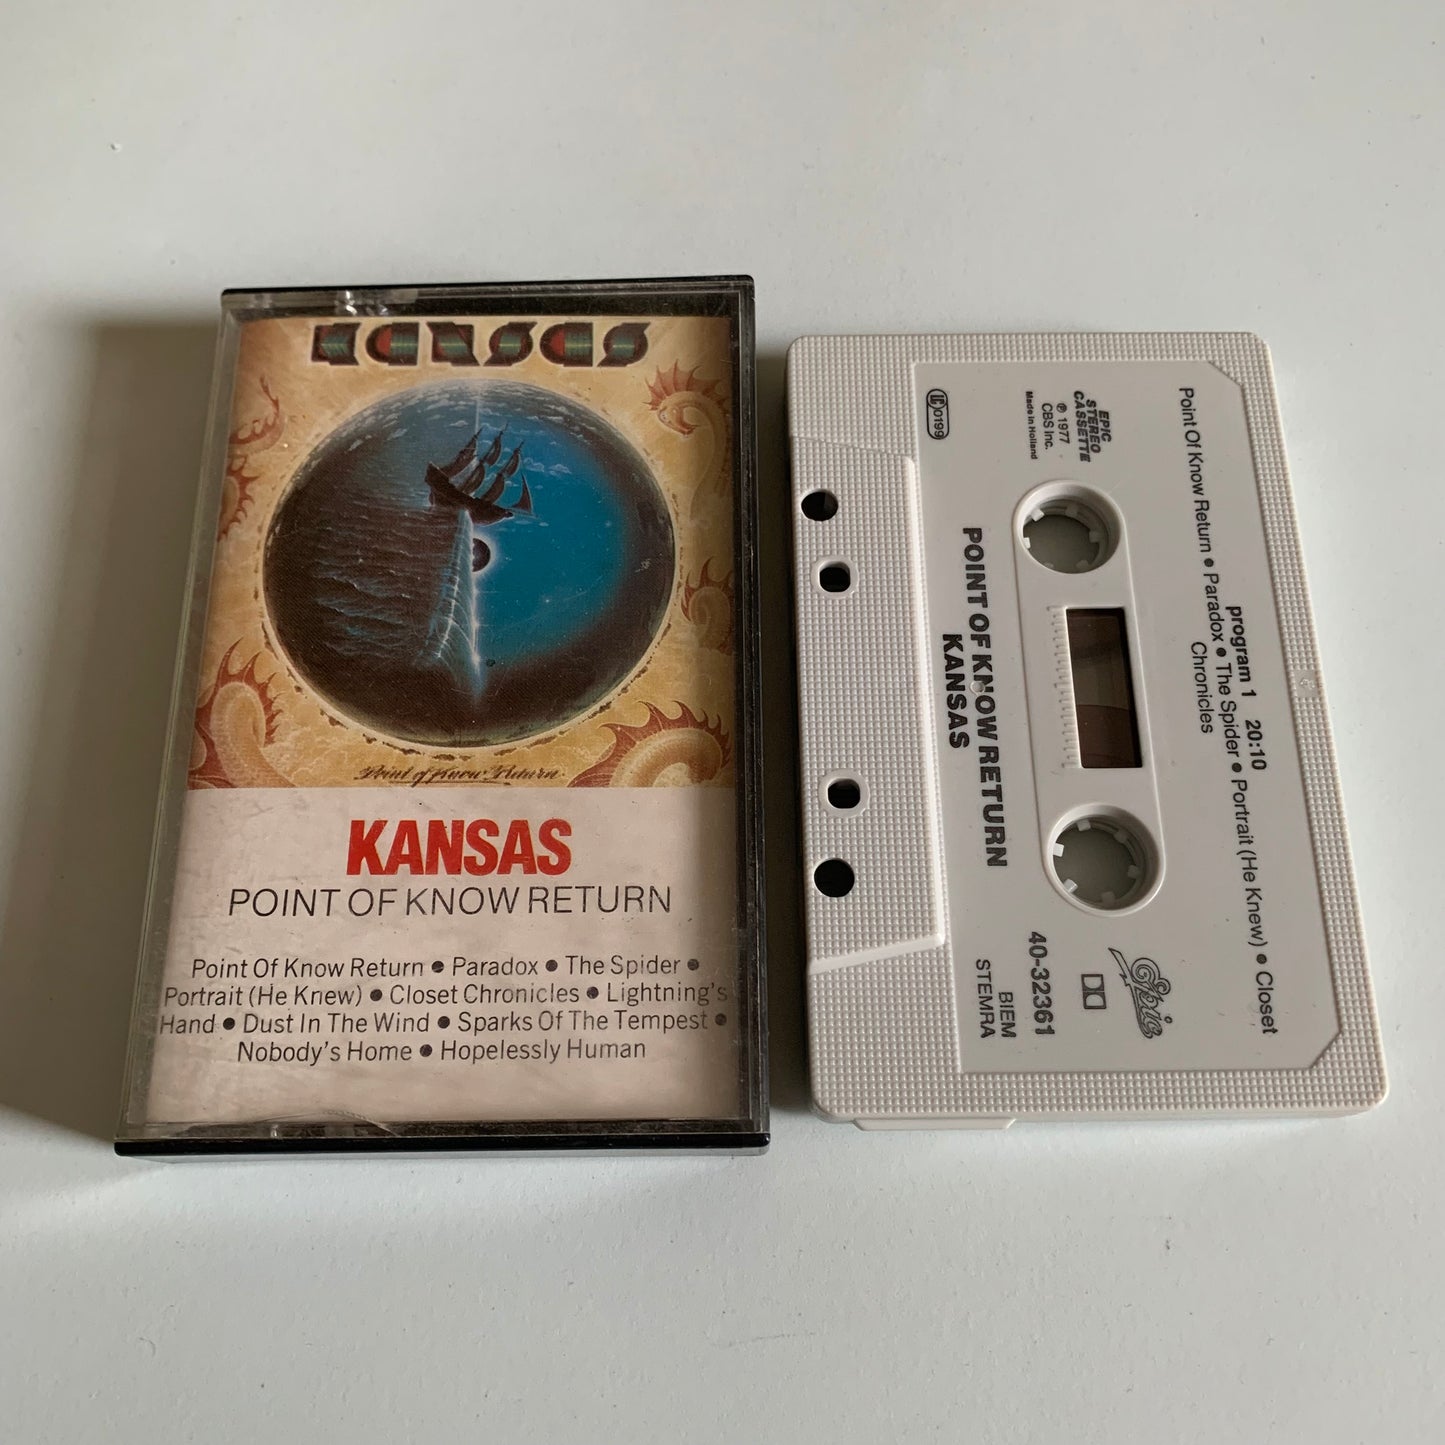 KANSAS
Point of Know Return
KANSAS
POINT OF KNOW RETURN
Point Of Know Return ● Paradox ● The Spider ●
Portrait (He Knew) ● Closet Chronicles ● Lightning's
Hand ● Dust In The Wind ● Sparks Of The Tempest ●
Nobody's Home ● Hopelessly Human
program 1 20:10
Point Of Know Return ● Paradox ● The Spider ● Portrait (He Knew) ● Closet
Chronicles
EPIC
STEREO
CASSETTE
℗ 1977
CBS Inc.
Made in Holland
LC 0199
Epic
40-32361
BIEM
STEMRA
POINT OF KNOW RETURN
KANSAS